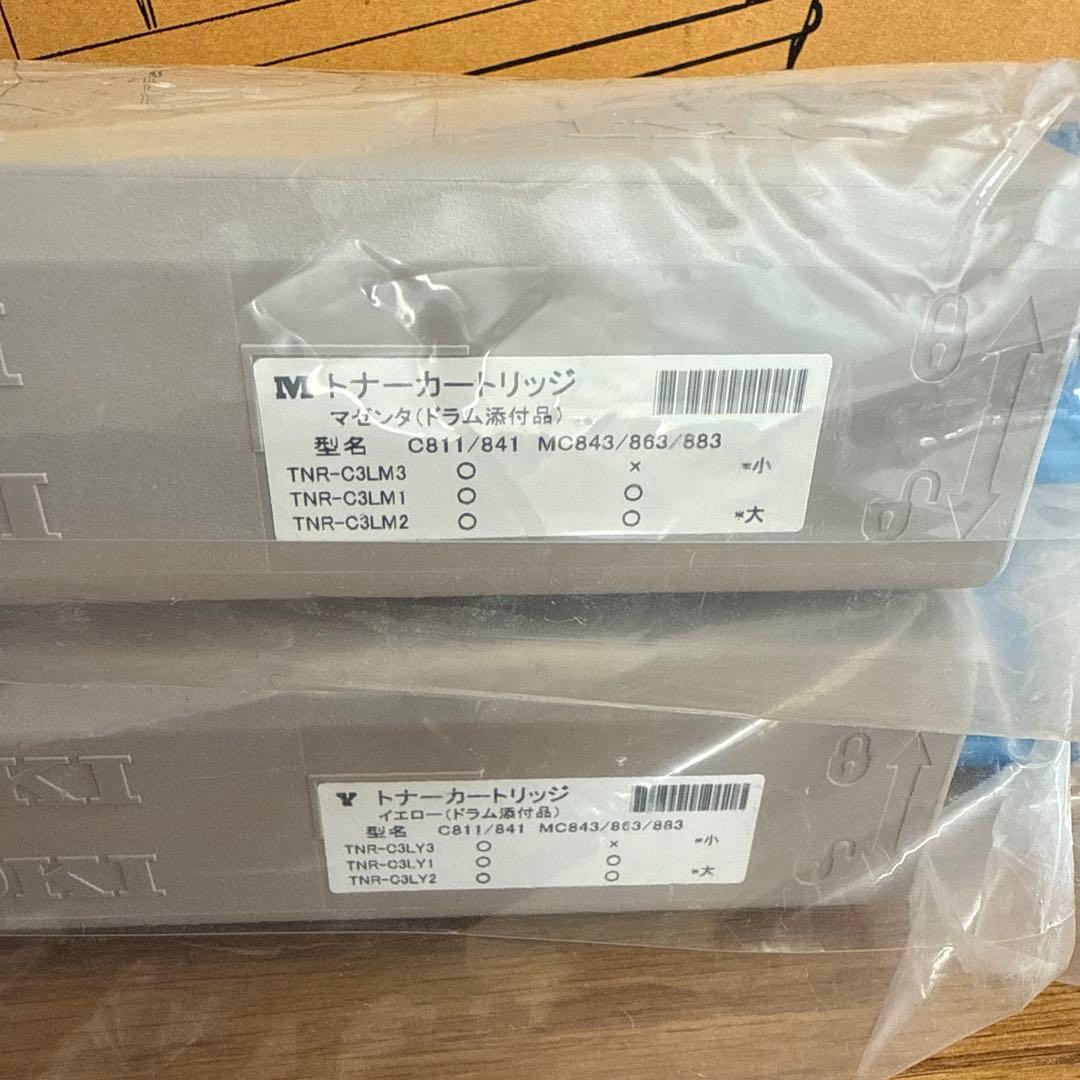 M トナーカートリッジ
マゼンタ(ドラム添付品)
型名 C811/841 MC843/863/883
TNR-C3LM3 ○ × *小
TNR-C3LM1 ○ ○
TNR-C3LM2 ○ ○ *大
OKI
Y トナーカートリッジ
イエロー(ドラム添付品)
型名 C811/841 MC843/863/883
TNR-C3LY3 ○ × *小
TNR-C3LY1 ○ ○
TNR-C3LY2 ○ ○ *大
OKI